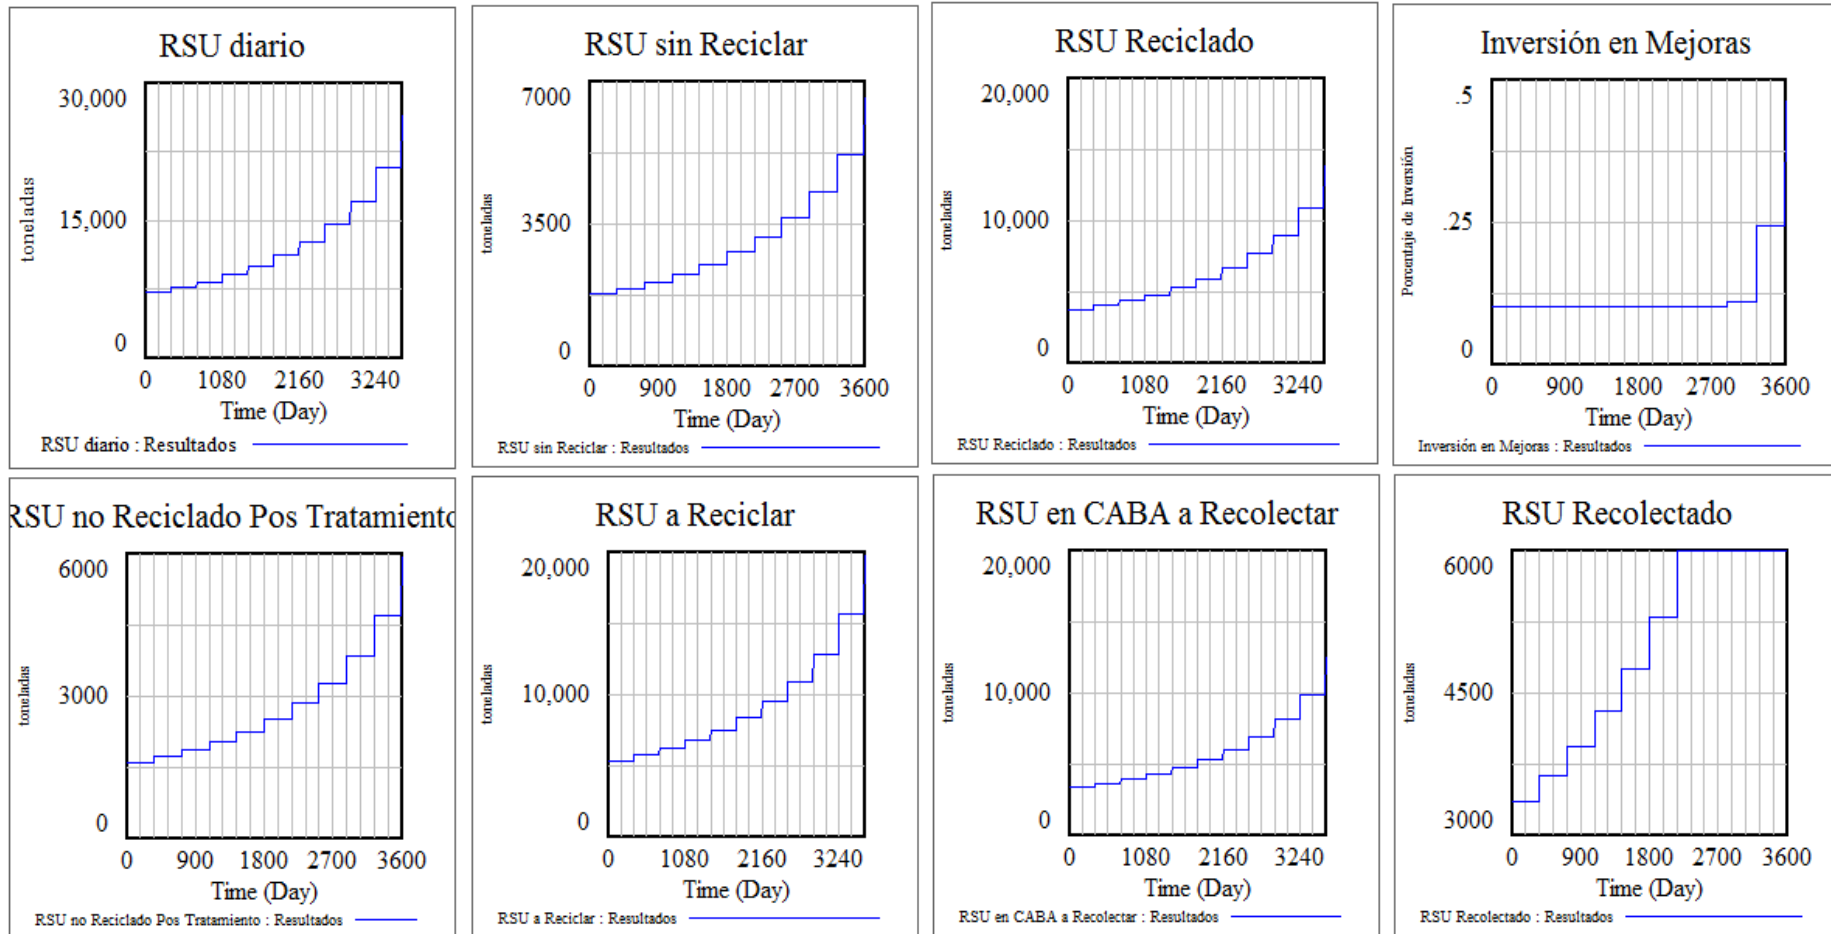 RSU diario
30,000
15,000
0
toneladas
0 1080 2160 3240
Time (Day)
RSU diario : Resultados
RSU sin Reciclar
7000
3500
0
toneladas
0 900 1800 2700 3600
Time (Day)
RSU sin Reciclar : Resultados
RSU Reciclado
20,000
10,000
0
toneladas
0 1080 2160 3240
Time (Day)
RSU Reciclado : Resultados
Inversión en Mejoras
.5
.25
0
Porcentaje de Inversión
0 900 1800 2700 3600
Time (Day)
Inversión en Mejoras : Resultados
RSU no Reciclado Pos Tratamiento
6000
3000
0
toneladas
0 900 1800 2700 3600
Time (Day)
RSU no Reciclado Pos Tratamiento : Resultados
RSU a Reciclar
20,000
10,000
0
toneladas
0 1080 2160 3240
Time (Day)
RSU a Reciclar : Resultados
RSU en CABA a Recolectar
20,000
10,000
0
toneladas
0 1080 2160 3240
Time (Day)
RSU en CABA a Recolectar : Resultados
RSU Recolectado
6000
4500
3000
toneladas
0 900 1800 2700 3600
Time (Day)
RSU Recolectado : Resultados